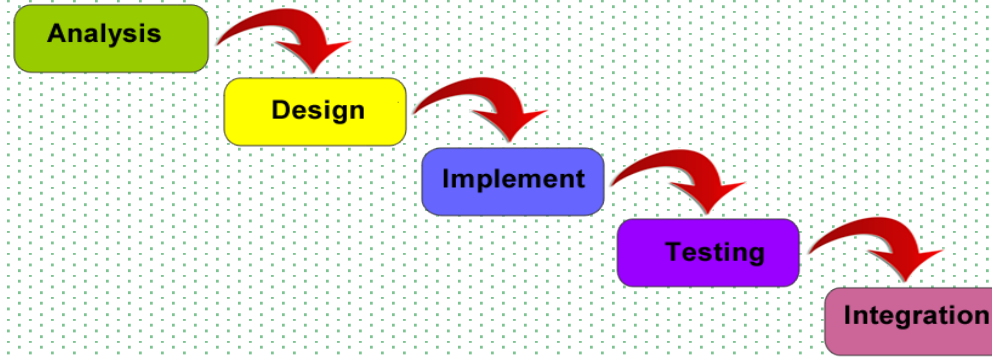 Analysis
Design
Implement
Testing
Integration